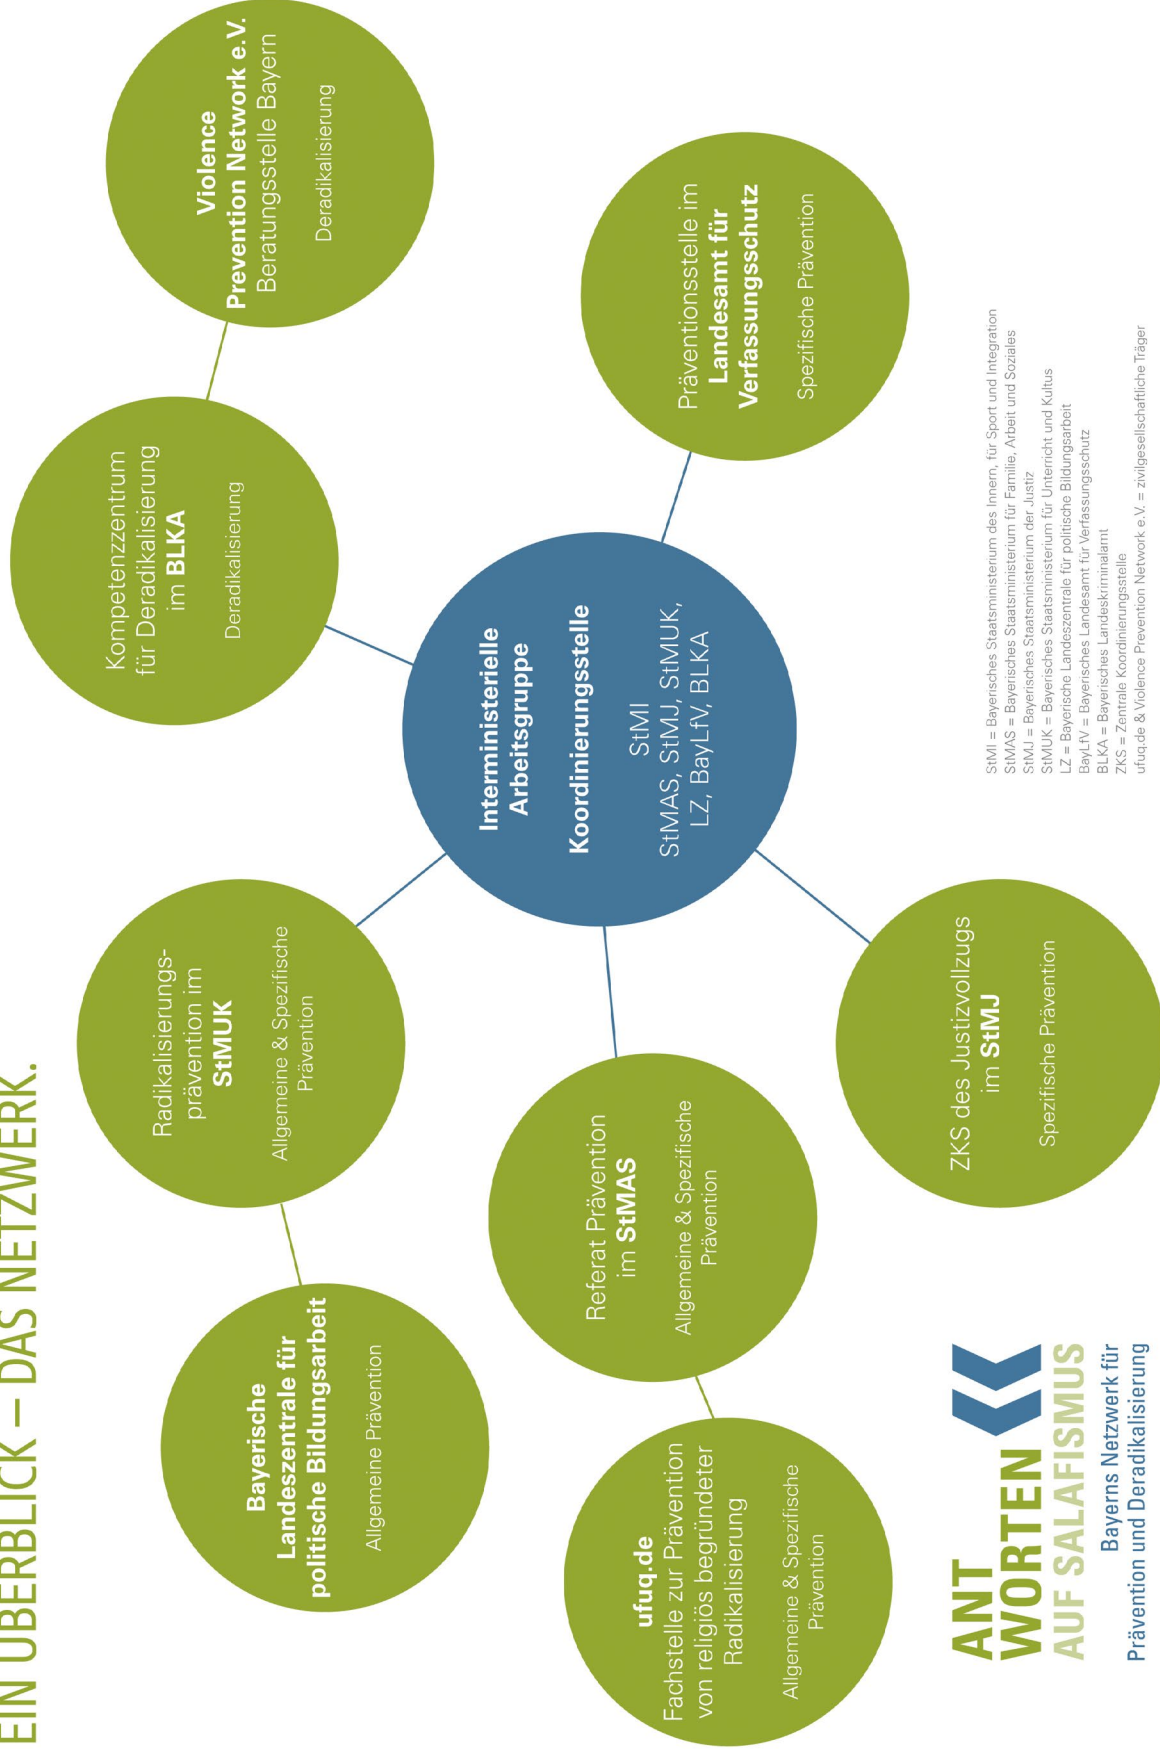 EIN ÜBERBLICK – DAS NETZWERK.
Bayerische
Landeszentrale für
politische Bildungsarbeit
Allgemeine Prävention
Radikalisierungs-
prävention im
StMUK
Allgemeine & Spezifische
Prävention
Kompetenzzentrum
für Deradikalisierung
im BLKA
Deradikalisierung
Violence
Prevention Network e.V.
Beratungsstelle Bayern
Deradikalisierung
Interministerielle
Arbeitsgruppe
Koordinierungsstelle
StMI
StMAS, StMJ, StMUK,
LZ, BayLfV, BLKA
ufuq.de
Fachstelle zur Prävention
von religiös begründeter
Radikalisierung
Allgemeine & Spezifische
Prävention
Referat Prävention
im StMAS
Allgemeine & Spezifische
Prävention
Präventionsstelle im
Landesamt für
Verfassungsschutz
Spezifische Prävention
ZKS des Justizvollzugs
im StMJ
Spezifische Prävention
ANT
WORTEN
AUF SALAFISMUS
Bayerns Netzwerk für
Prävention und Deradikalisierung
StMI = Bayerisches Staatsministerium des Innern, für Sport und Integration
StMAS = Bayerisches Staatsministerium für Familie, Arbeit und Soziales
StMJ = Bayerisches Staatsministerium der Justiz
StMUK = Bayerisches Staatsministerium für Unterricht und Kultus
LZ = Bayerische Landeszentrale für politische Bildungsarbeit
BayLfV = Bayerisches Landesamt für Verfassungsschutz
BLKA = Bayerisches Landeskriminalamt
ZKS = Zentrale Koordinierungsstelle
ufuq.de & Violence Prevention Network e.V. = zivilgesellschaftliche Träger